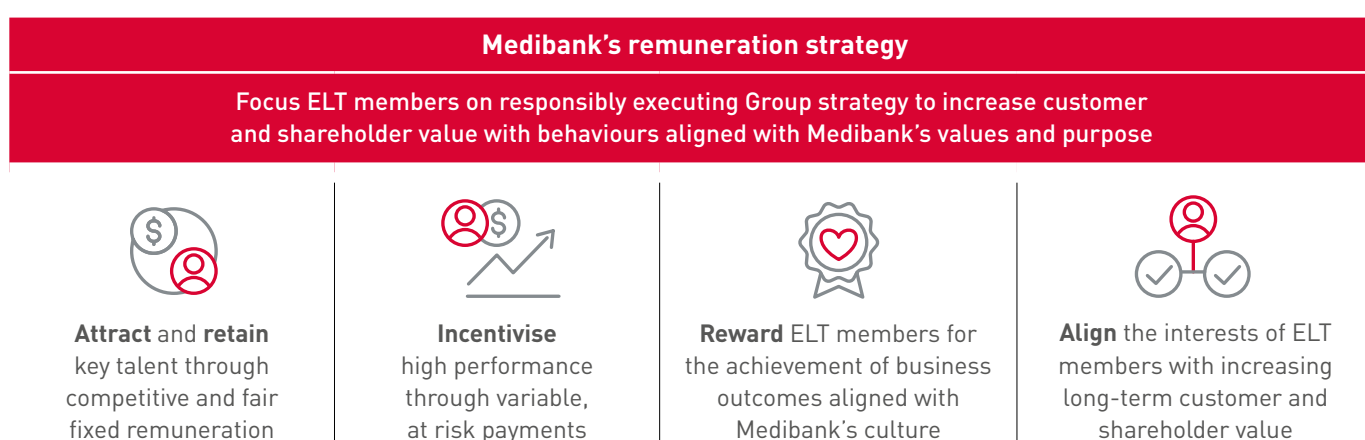 Medibank’s remuneration strategy
Focus ELT members on responsibly executing Group strategy to increase customer
and shareholder value with behaviours aligned with Medibank’s values and purpose
$
Attract and retain
key talent through
competitive and fair
fixed remuneration
$
Incentivise
high performance
through variable,
at risk payments
Reward ELT members for
the achievement of business
outcomes aligned with
Medibank’s culture
Align the interests of ELT
members with increasing
long-term customer and
shareholder value